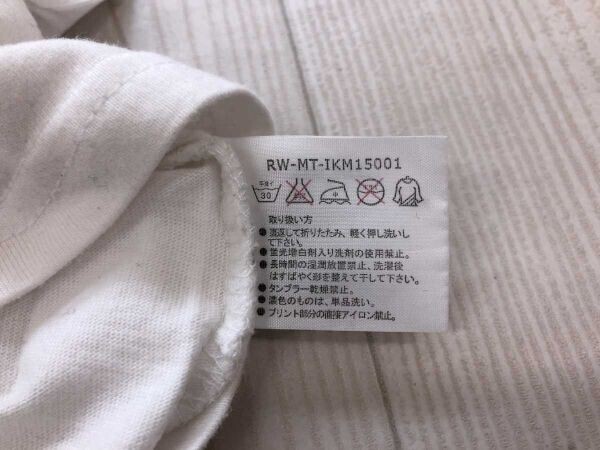 RW-MT-IKM15001
手洗イ
30
中
取り扱い方
●裏返して折りたたみ、軽く押し洗いし
て下さい。
●蛍光増白剤入り洗剤の使用禁止。
●長時間の湿潤放置禁止、洗濯後
はすばやく形を整えて干して下さい。
●タンブラー乾燥禁止。
●濃色のものは、単品洗い。
●プリント部分の直接アイロン禁止。